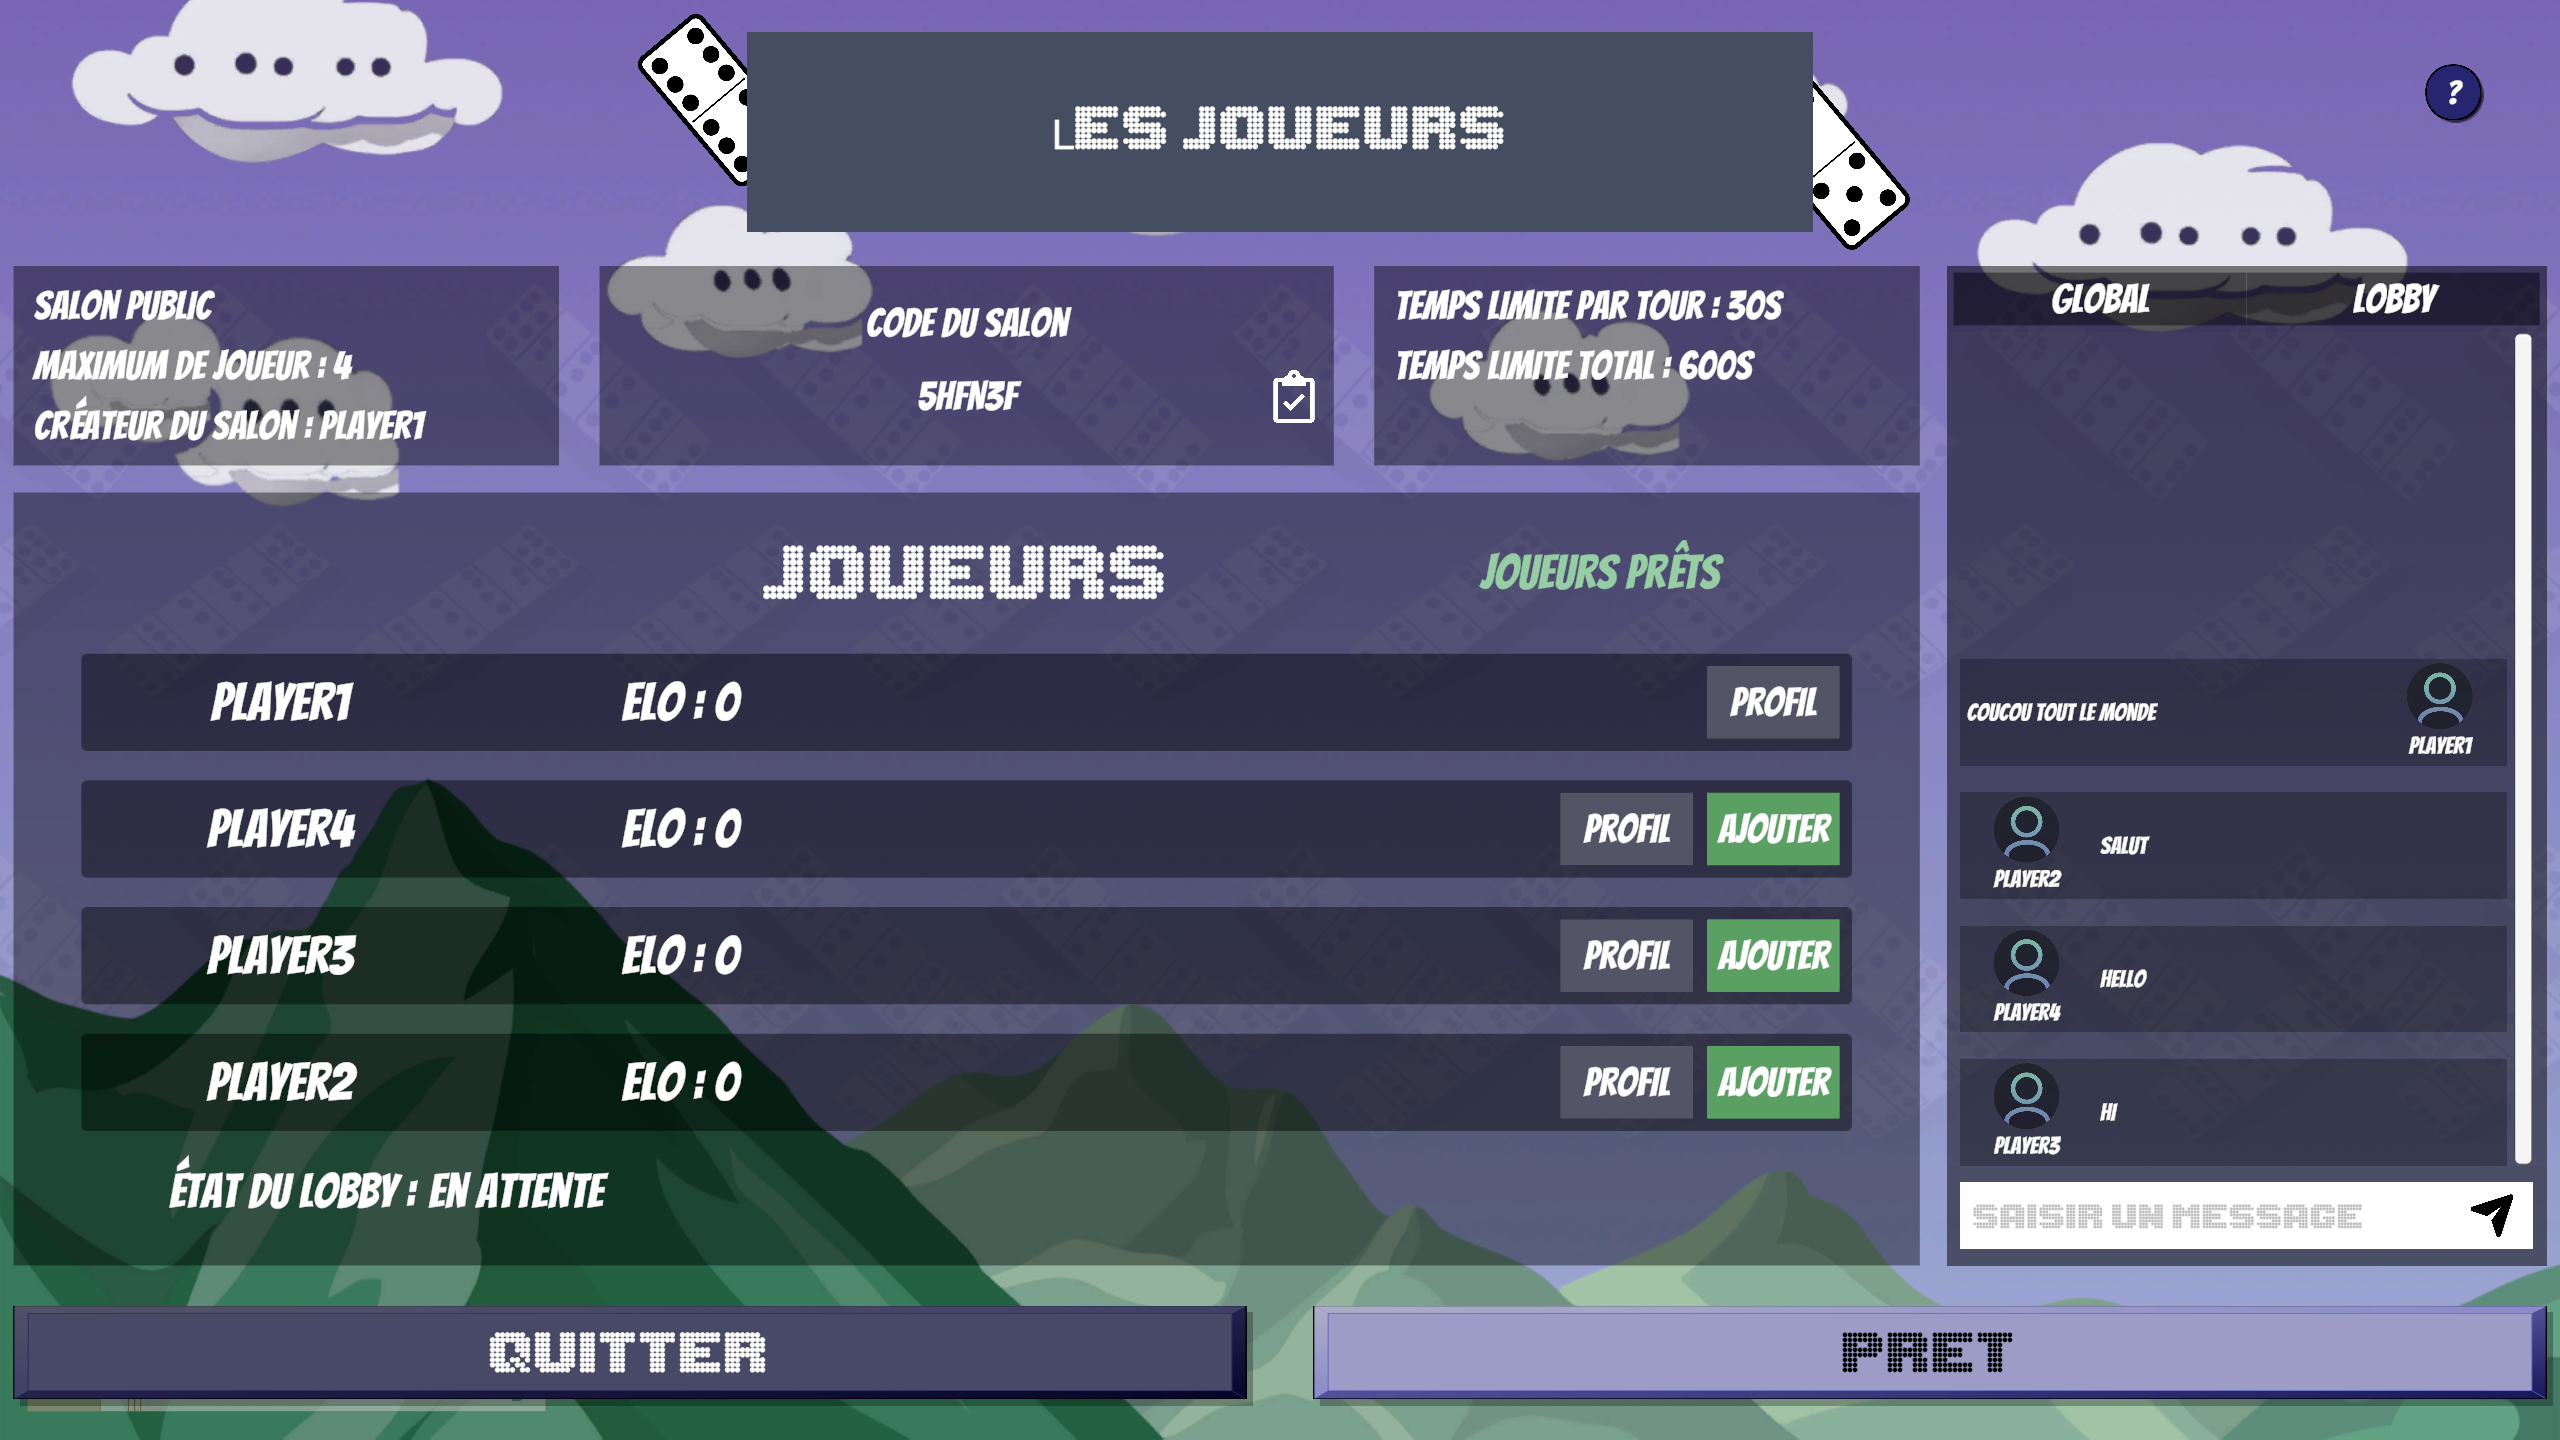 LES JOUEURS
?
SALON PUBLIC
MAXIMUM DE JOUEUR : 4
CRÉATEUR DU SALON : PLAYER1
CODE DU SALON
5HFN3F
TEMPS LIMITE PAR TOUR : 30S
TEMPS LIMITE TOTAL : 600S
JOUEURS
JOUEURS PRÊTS
PLAYER1 ELO : 0 PROFIL
PLAYER4 ELO : 0 PROFIL AJOUTER
PLAYER3 ELO : 0 PROFIL AJOUTER
PLAYER2 ELO : 0 PROFIL AJOUTER
ÉTAT DU LOBBY : EN ATTENTE
GLOBAL LOBBY
COUCOU TOUT LE MONDE
PLAYER1
SALUT
PLAYER2
HELLO
PLAYER4
HI
PLAYER3
SAISIR UN MESSAGE
QUITTER
PRET